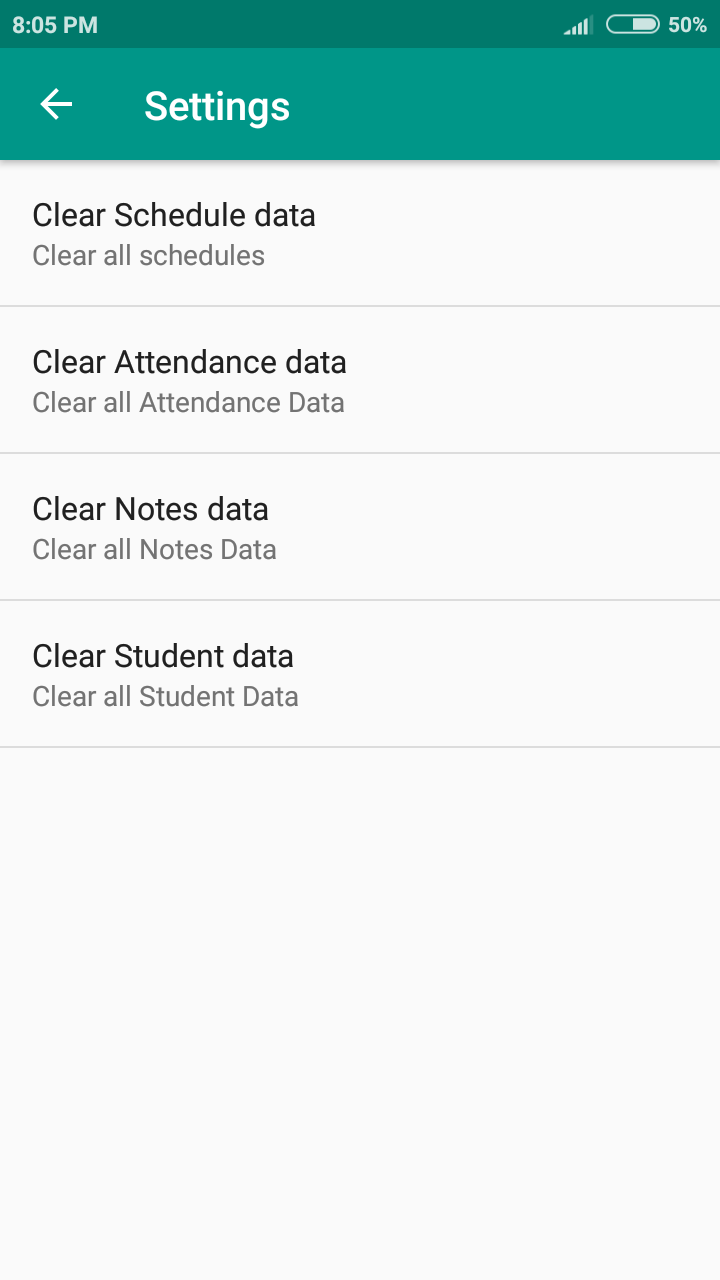 8:05 PM 50%
Settings
Clear Schedule data
Clear all schedules
Clear Attendance data
Clear all Attendance Data
Clear Notes data
Clear all Notes Data
Clear Student data
Clear all Student Data